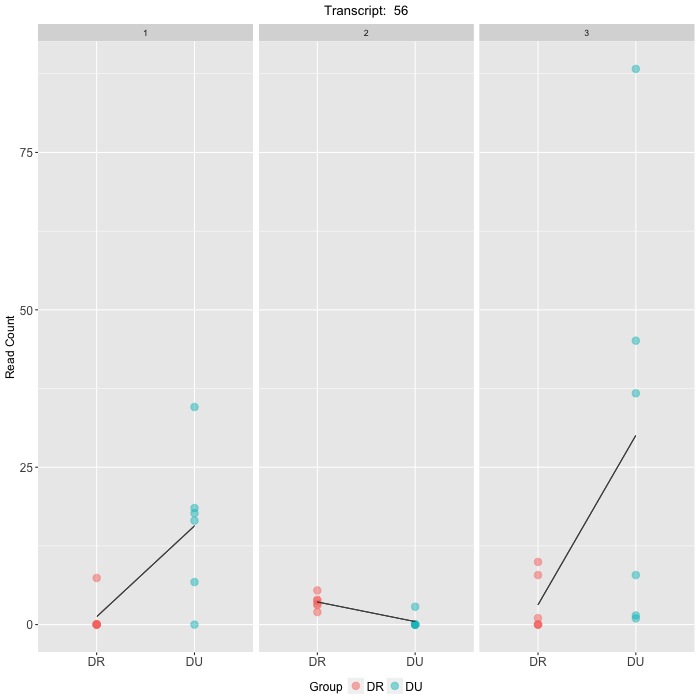 Transcript: 56
1 2 3
75
50
25
0
Read Count
DR DU DR DU DR DU
Group DR DU